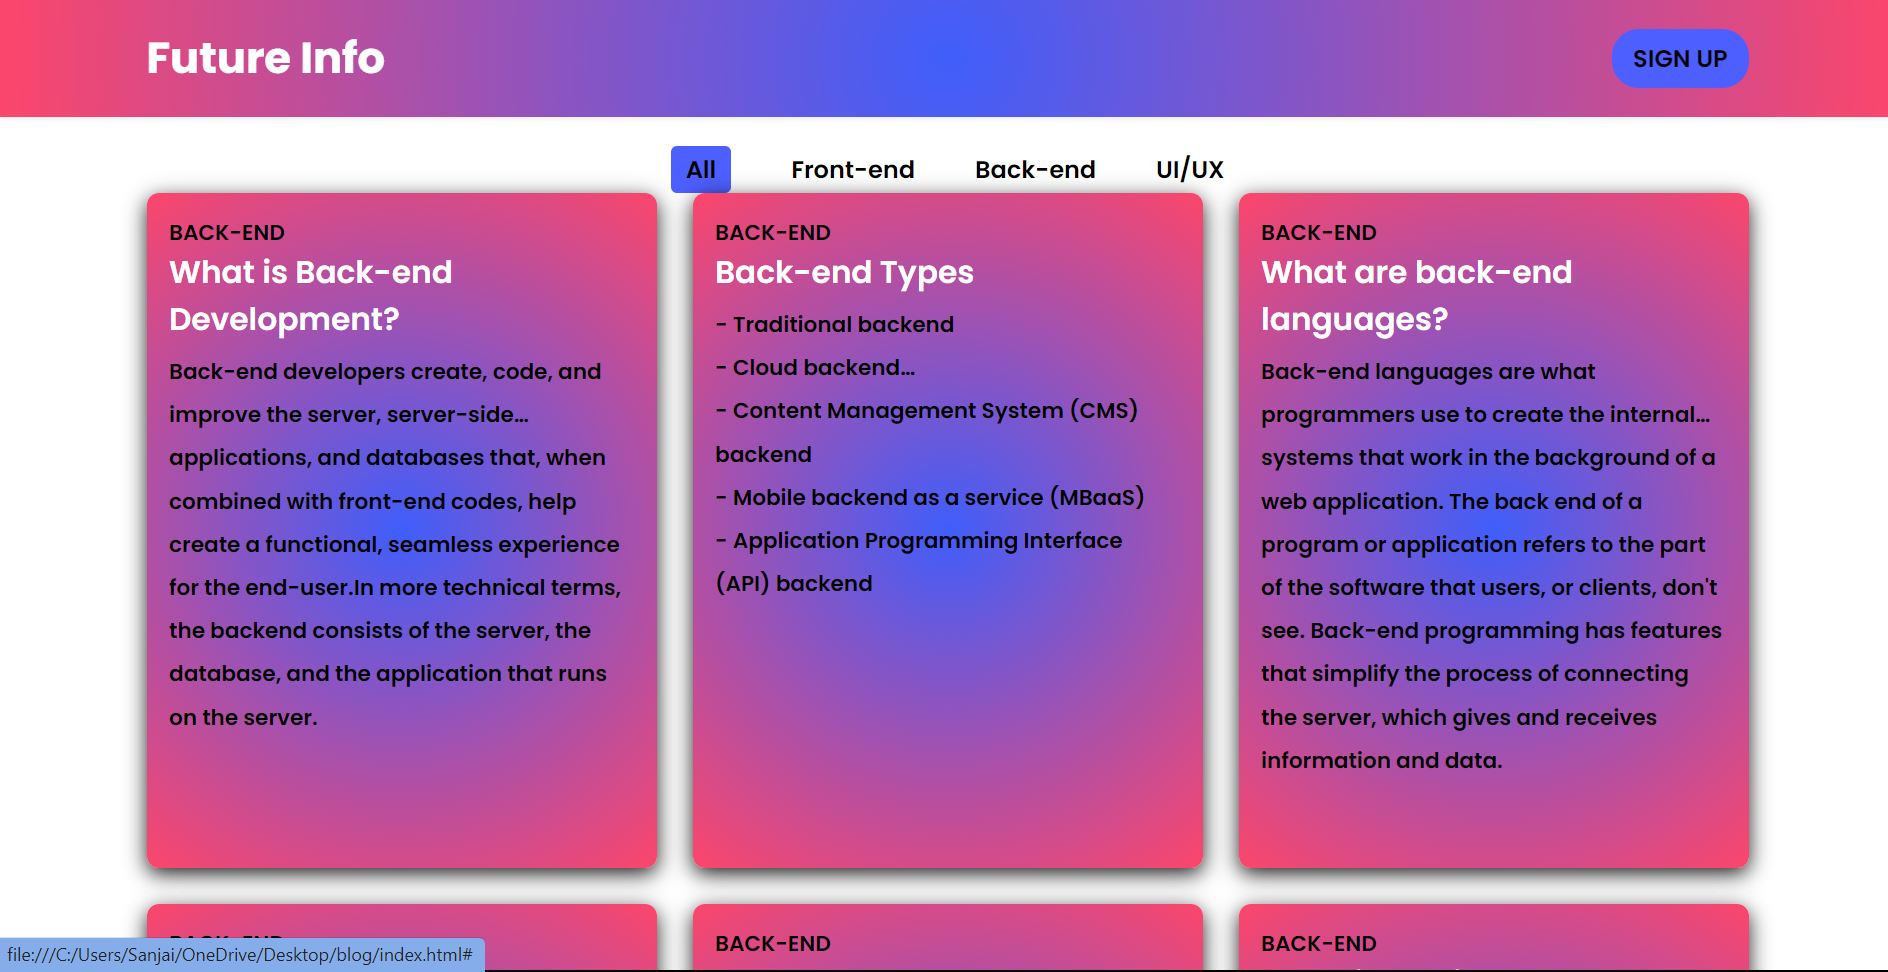 Future Info
SIGN UP
All
Front-end
Back-end
UI/UX
BACK-END
What is Back-end
Development?
Back-end developers create, code, and
improve the server, server-side...
applications, and databases that, when
combined with front-end codes, help
create a functional, seamless experience
for the end-user.In more technical terms,
the backend consists of the server, the
database, and the application that runs
on the server.
BACK-END
Back-end Types
- Traditional backend
- Cloud backend...
- Content Management System (CMS)
backend
- Mobile backend as a service (MBaaS)
- Application Programming Interface
(API) backend
BACK-END
What are back-end
languages?
Back-end languages are what
programmers use to create the internal...
systems that work in the background of a
web application. The back end of a
program or application refers to the part
of the software that users, or clients, don't
see. Back-end programming has features
that simplify the process of connecting
the server, which gives and receives
information and data.
BACK-END
BACK-END
BACK-END
file:///C:/Users/Sanjai/OneDrive/Desktop/blog/index.html#